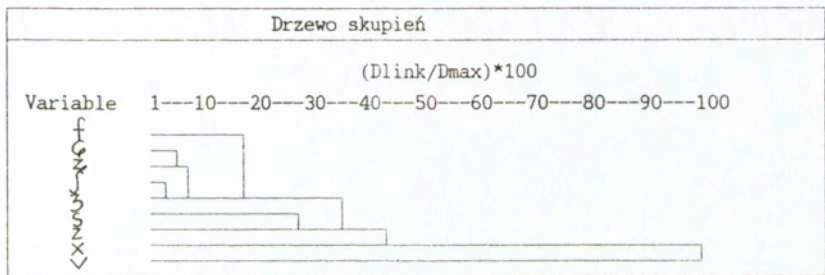 Drzewo skupień
(Dlink/Dmax)*100
Variable 1---10---20---30---40---50---60---70---80---90---100
f
ɕ
ʃ
ʒ
s
z
x